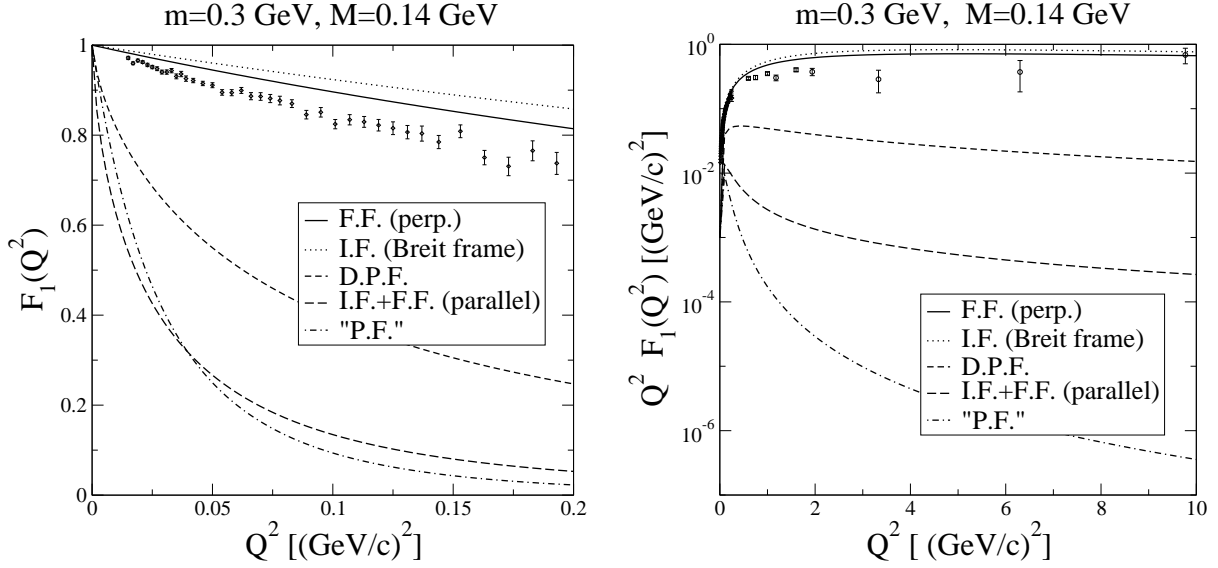 m=0.3 GeV, M=0.14 GeV
1
0.8
0.6
0.4
0.2
0
F₁(Q²)
F.F. (perp.)
I.F. (Breit frame)
D.P.F.
I.F.+F.F. (parallel)
"P.F."
0 0.05 0.1 0.15 0.2
Q² [(GeV/c)²]
m=0.3 GeV, M=0.14 GeV
10⁰
10⁻²
10⁻⁴
10⁻⁶
Q² F₁(Q²) [(GeV/c)²]
F.F. (perp.)
I.F. (Breit frame)
D.P.F.
I.F.+F.F. (parallel)
"P.F."
0 2 4 6 8 10
Q² [ (GeV/c)²]